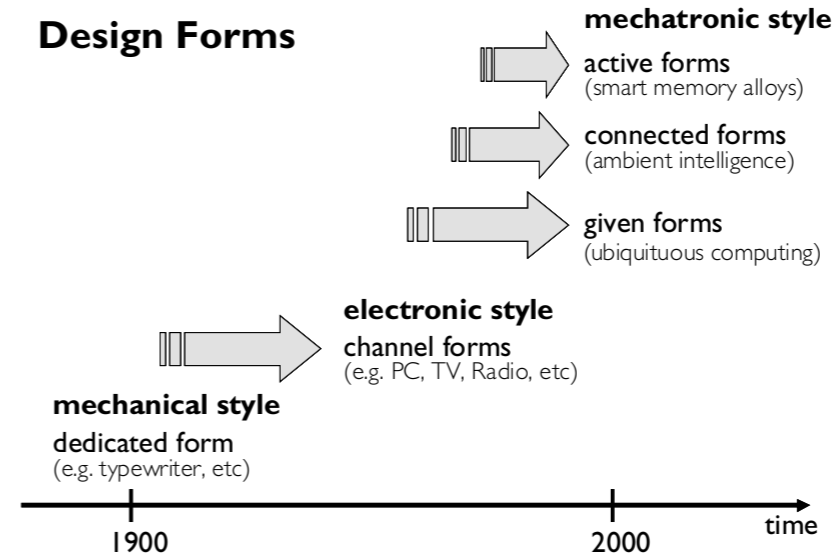 Design Forms
mechatronic style
active forms
(smart memory alloys)
connected forms
(ambient intelligence)
given forms
(ubiquituous computing)
electronic style
channel forms
(e.g. PC, TV, Radio, etc)
mechanical style
dedicated form
(e.g. typewriter, etc)
time
1900
2000